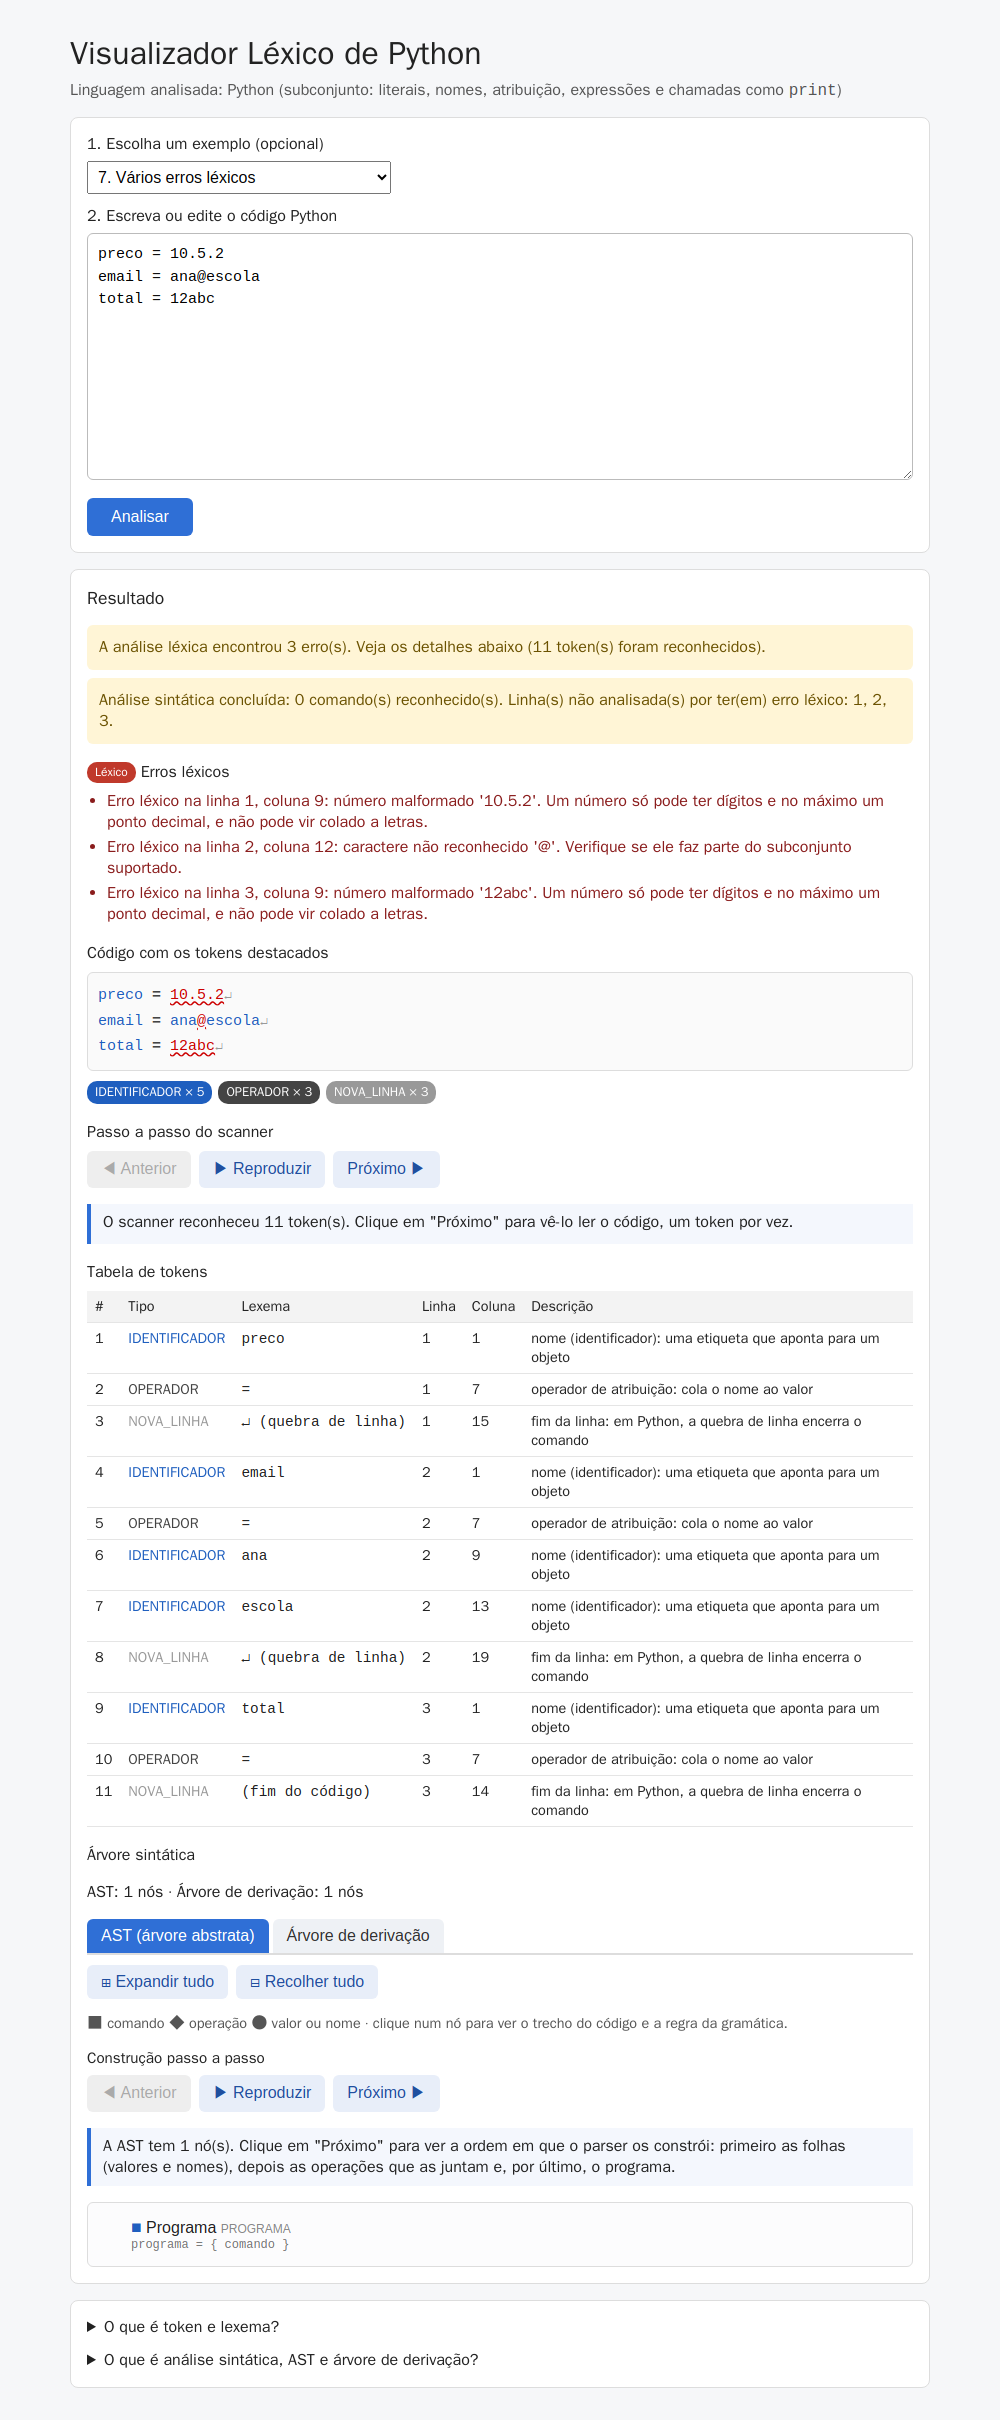 Visualizador Léxico de Python
Linguagem analisada: Python (subconjunto: literais, nomes, atribuição, expressões e chamadas como print)
1. Escolha um exemplo (opcional)
7. Vários erros léxicos
2. Escreva ou edite o código Python
preco = 10.5.2
email = ana@escola
total = 12abc
Analisar
Resultado
A análise léxica encontrou 3 erro(s). Veja os detalhes abaixo (11 token(s) foram reconhecidos).
Análise sintática concluída: 0 comando(s) reconhecido(s). Linha(s) não analisada(s) por ter(em) erro léxico: 1, 2,
3.
Léxico Erros léxicos
• Erro léxico na linha 1, coluna 9: número malformado '10.5.2'. Um número só pode ter dígitos e no máximo um
ponto decimal, e não pode vir colado a letras.
• Erro léxico na linha 2, coluna 12: caractere não reconhecido '@'. Verifique se ele faz parte do subconjunto
suportado.
• Erro léxico na linha 3, coluna 9: número malformado '12abc'. Um número só pode ter dígitos e no máximo um
ponto decimal, e não pode vir colado a letras.
Código com os tokens destacados
preco = 10.5.2↵
email = ana@escola↵
total = 12abc↵
IDENTIFICADOR × 5 OPERADOR × 3 NOVA_LINHA × 3
Passo a passo do scanner
◀ Anterior ▶ Reproduzir Próximo ▶
O scanner reconheceu 11 token(s). Clique em "Próximo" para vê-lo ler o código, um token por vez.
Tabela de tokens
# Tipo Lexema Linha Coluna Descrição
1 IDENTIFICADOR preco 1 1 nome (identificador): uma etiqueta que aponta para um
objeto
2 OPERADOR = 1 7 operador de atribuição: cola o nome ao valor
3 NOVA_LINHA ↵ (quebra de linha) 1 15 fim da linha: em Python, a quebra de linha encerra o
comando
4 IDENTIFICADOR email 2 1 nome (identificador): uma etiqueta que aponta para um
objeto
5 OPERADOR = 2 7 operador de atribuição: cola o nome ao valor
6 IDENTIFICADOR ana 2 9 nome (identificador): uma etiqueta que aponta para um
objeto
7 IDENTIFICADOR escola 2 13 nome (identificador): uma etiqueta que aponta para um
objeto
8 NOVA_LINHA ↵ (quebra de linha) 2 19 fim da linha: em Python, a quebra de linha encerra o
comando
9 IDENTIFICADOR total 3 1 nome (identificador): uma etiqueta que aponta para um
objeto
10 OPERADOR = 3 7 operador de atribuição: cola o nome ao valor
11 NOVA_LINHA (fim do código) 3 14 fim da linha: em Python, a quebra de linha encerra o
comando
Árvore sintática
AST: 1 nós · Árvore de derivação: 1 nós
AST (árvore abstrata) Árvore de derivação
⊞ Expandir tudo ⊟ Recolher tudo
■ comando ◆ operação ● valor ou nome · clique num nó para ver o trecho do código e a regra da gramática.
Construção passo a passo
◀ Anterior ▶ Reproduzir Próximo ▶
A AST tem 1 nó(s). Clique em "Próximo" para ver a ordem em que o parser os constrói: primeiro as folhas
(valores e nomes), depois as operações que as juntam e, por último, o programa.
■ Programa PROGRAMA
programa = { comando }
▶ O que é token e lexema?
▶ O que é análise sintática, AST e árvore de derivação?